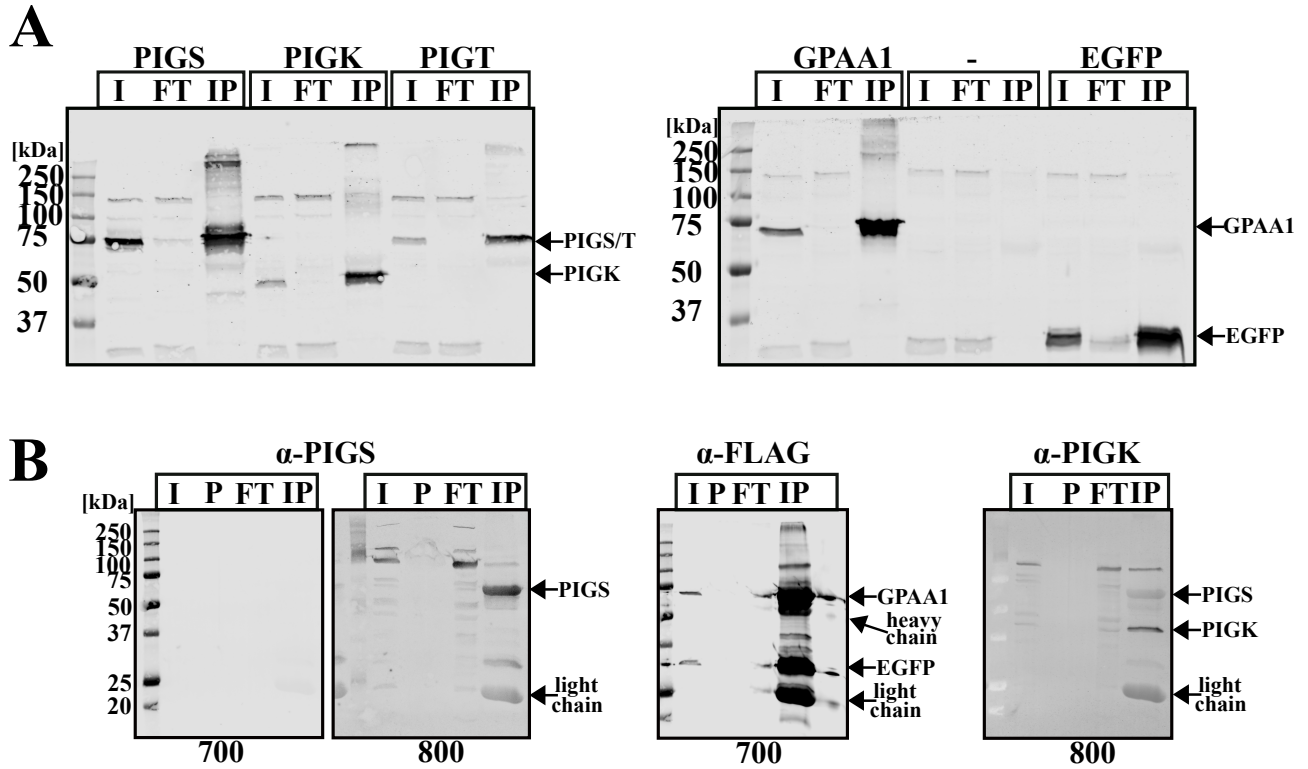 A
PIGS PIGK PIGT
I FT IP I FT IP I FT IP
[kDa]
250
150
100
75
50
37
PIGS/T
PIGK
GPAA1 - EGFP
I FT IP I FT IP I FT IP
[kDa]
250
150
100
75
50
37
GPAA1
EGFP
B
α-PIGS
I P FT IP I P FT IP
[kDa]
250
150
100
75
50
37
25
20
PIGS
light
chain
700 800
α-FLAG
I P FT IP
GPAA1
heavy
chain
EGFP
light
chain
700
α-PIGK
I P FT IP
PIGS
PIGK
light
chain
800